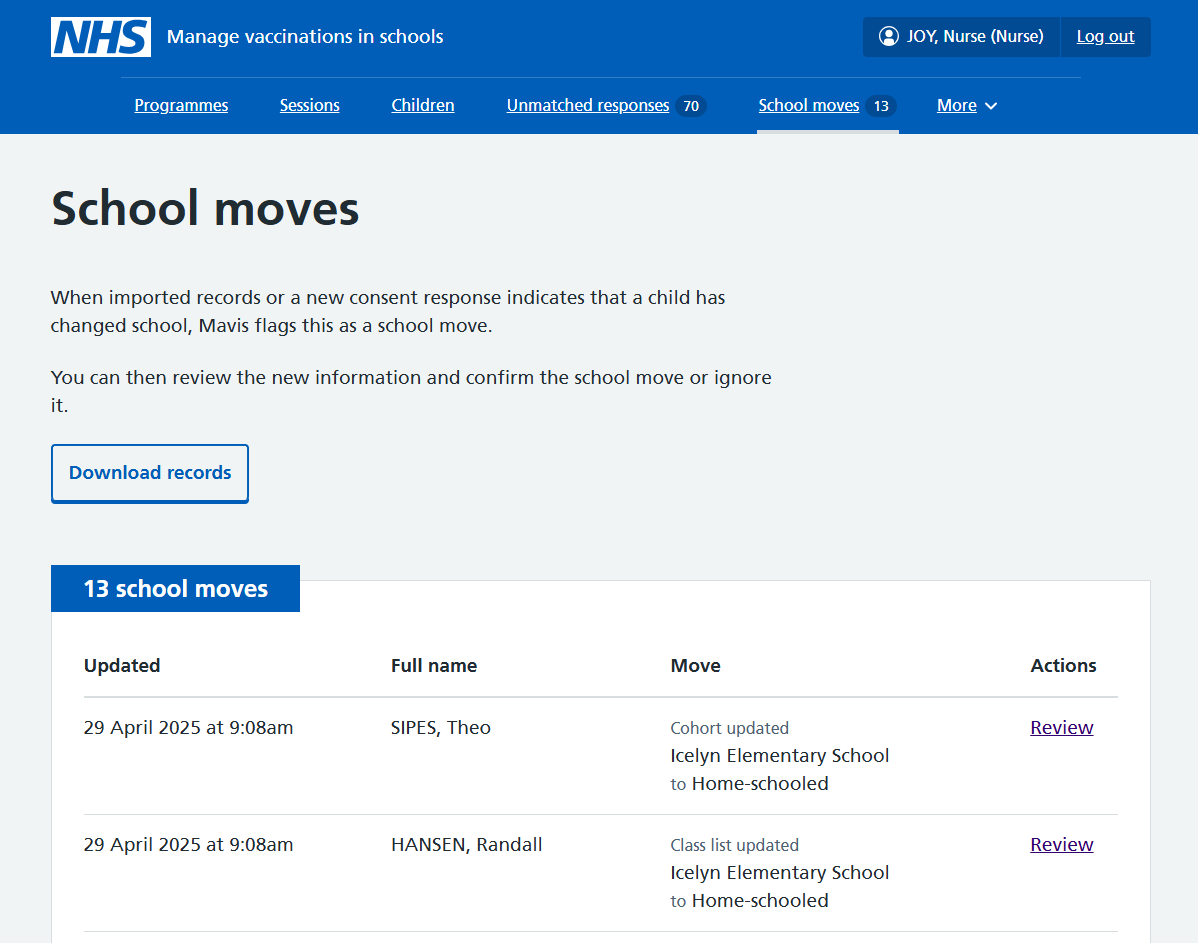 NHS Manage vaccinations in schools
JOY, Nurse (Nurse) Log out
Programmes Sessions Children Unmatched responses 70 School moves 13 More
School moves
When imported records or a new consent response indicates that a child has
changed school, Mavis flags this as a school move.
You can then review the new information and confirm the school move or ignore
it.
Download records
13 school moves
Updated Full name Move Actions
29 April 2025 at 9:08am SIPES, Theo Cohort updated Review
Icelyn Elementary School
to Home-schooled
29 April 2025 at 9:08am HANSEN, Randall Class list updated Review
Icelyn Elementary School
to Home-schooled